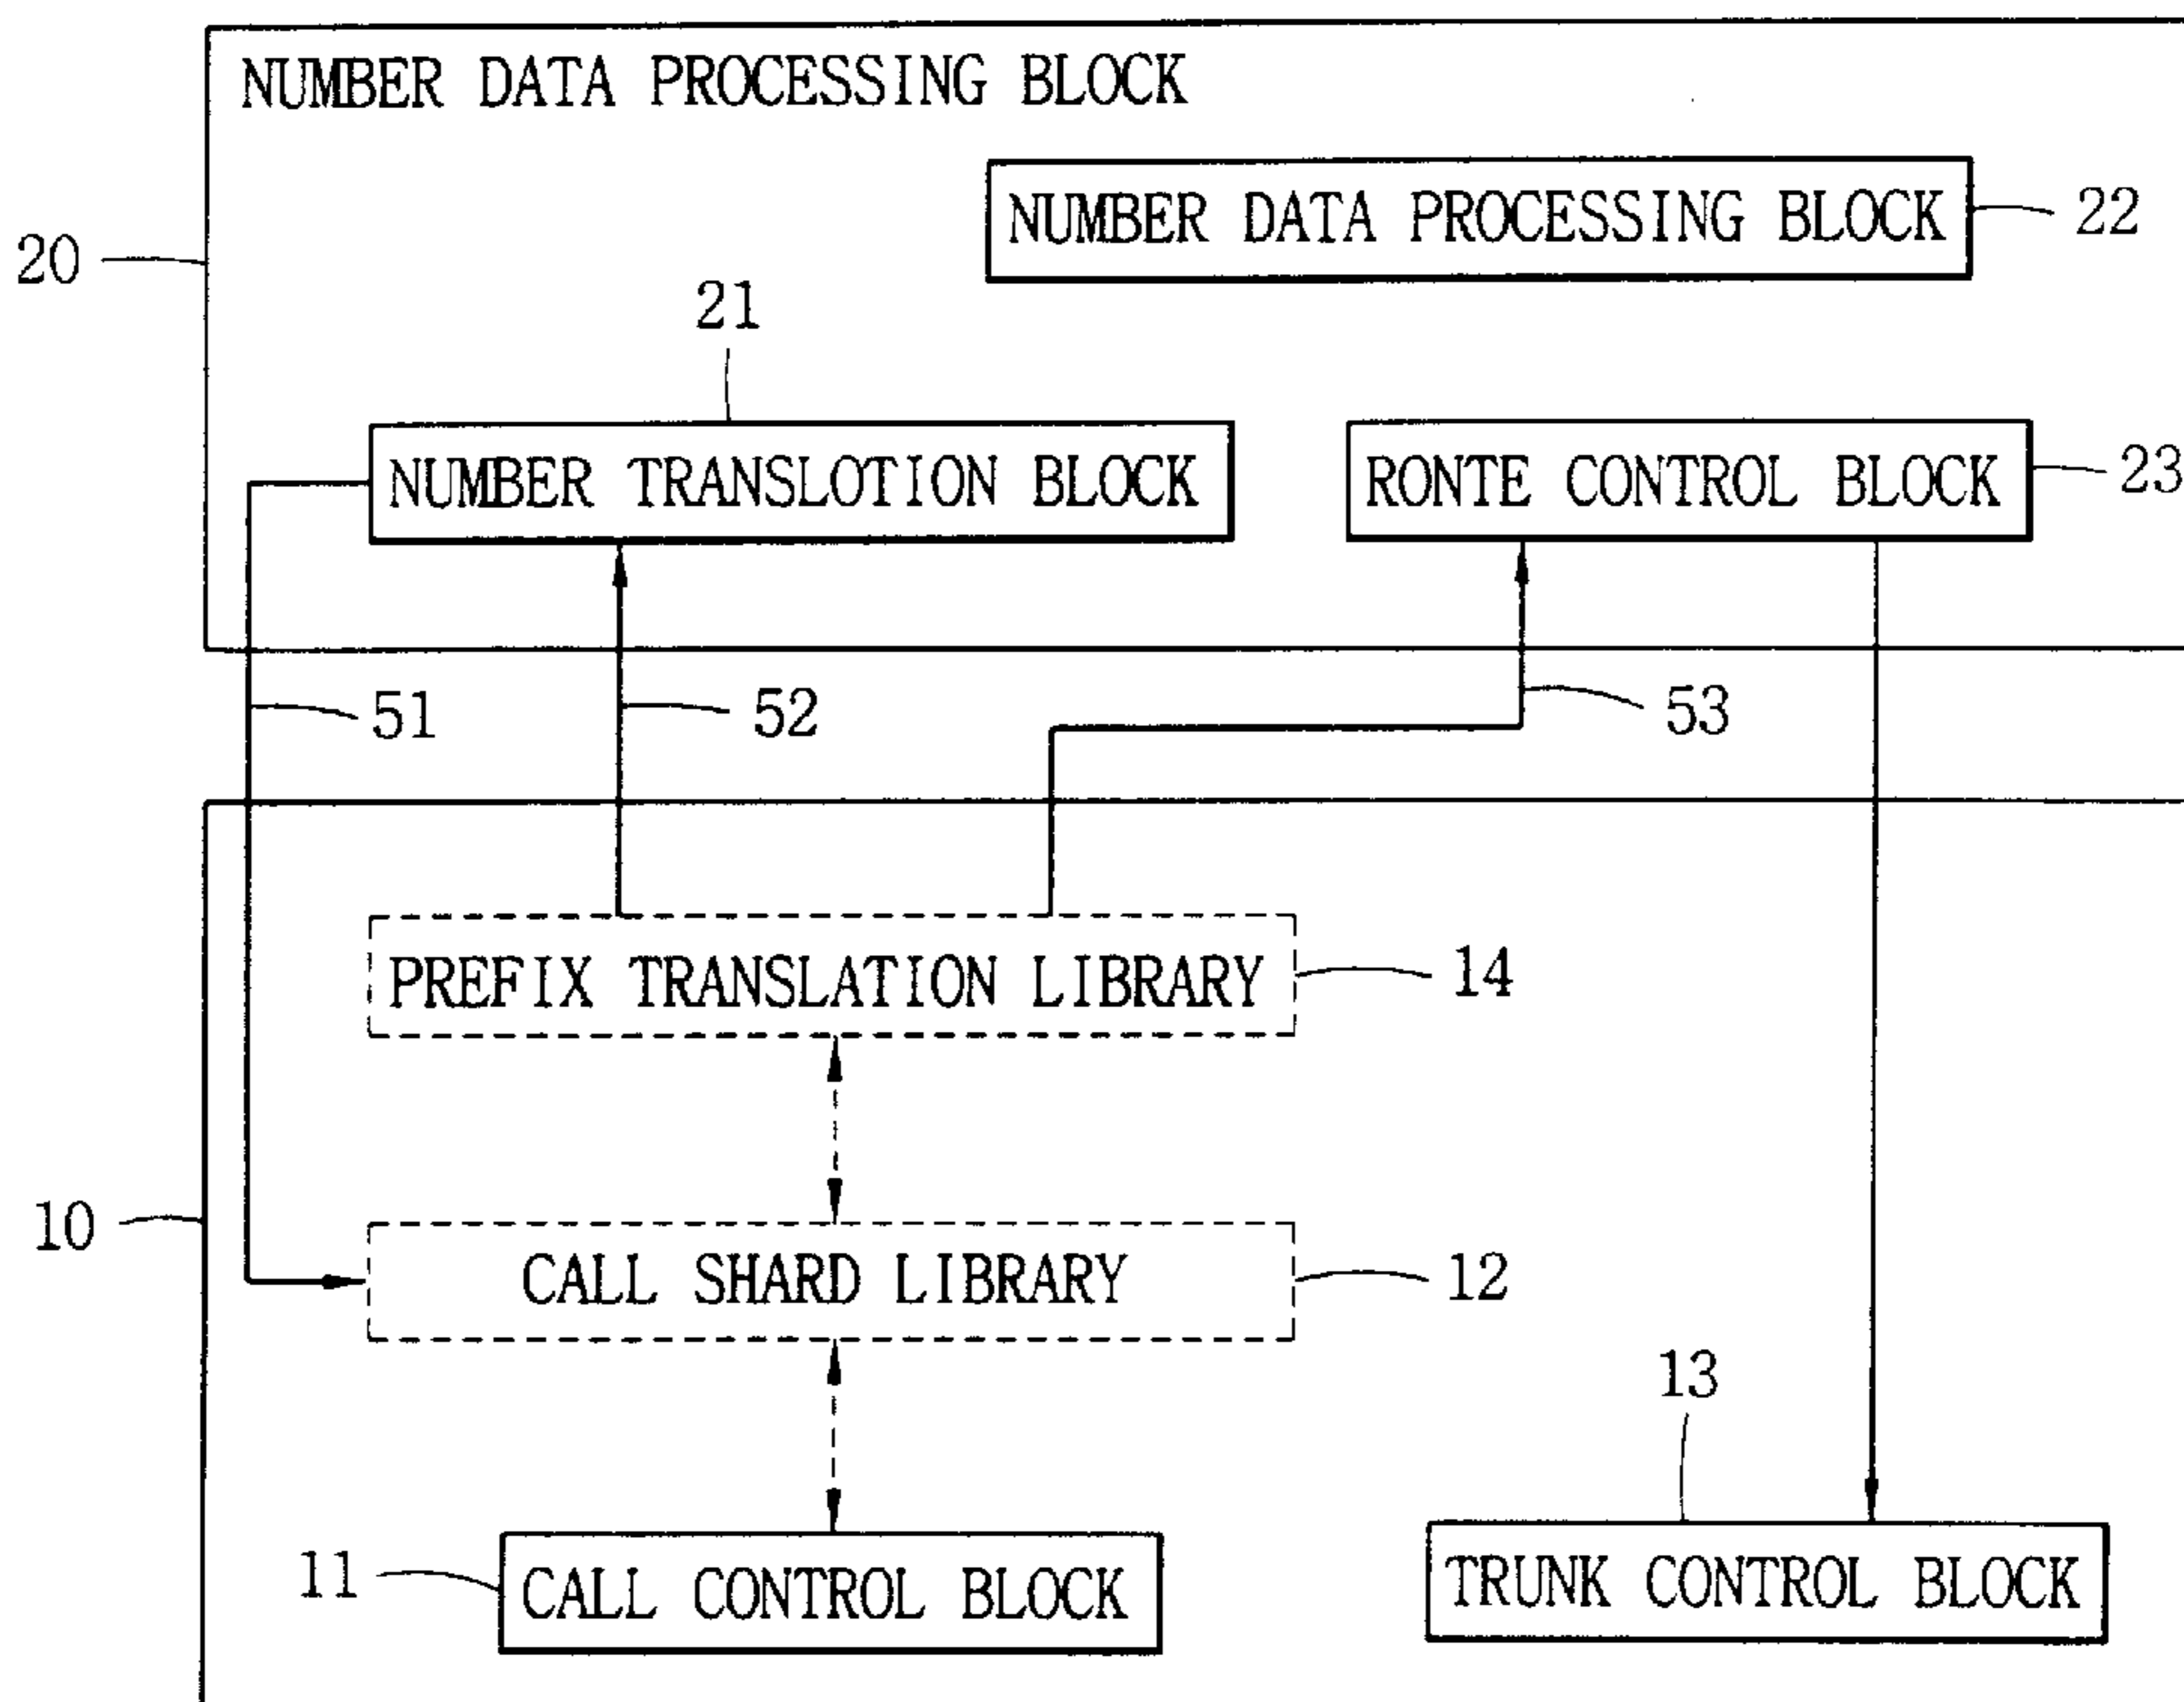 NUMBER DATA PROCESSING BLOCK
NUMBER DATA PROCESSING BLOCK
22
20
21
NUMBER TRANSLOTION BLOCK
RONTE CONTROL BLOCK
23
51
52
53
PREFIX TRANSLATION LIBRARY
14
10
CALL SHARD LIBRARY
12
13
11
CALL CONTROL BLOCK
TRUNK CONTROL BLOCK